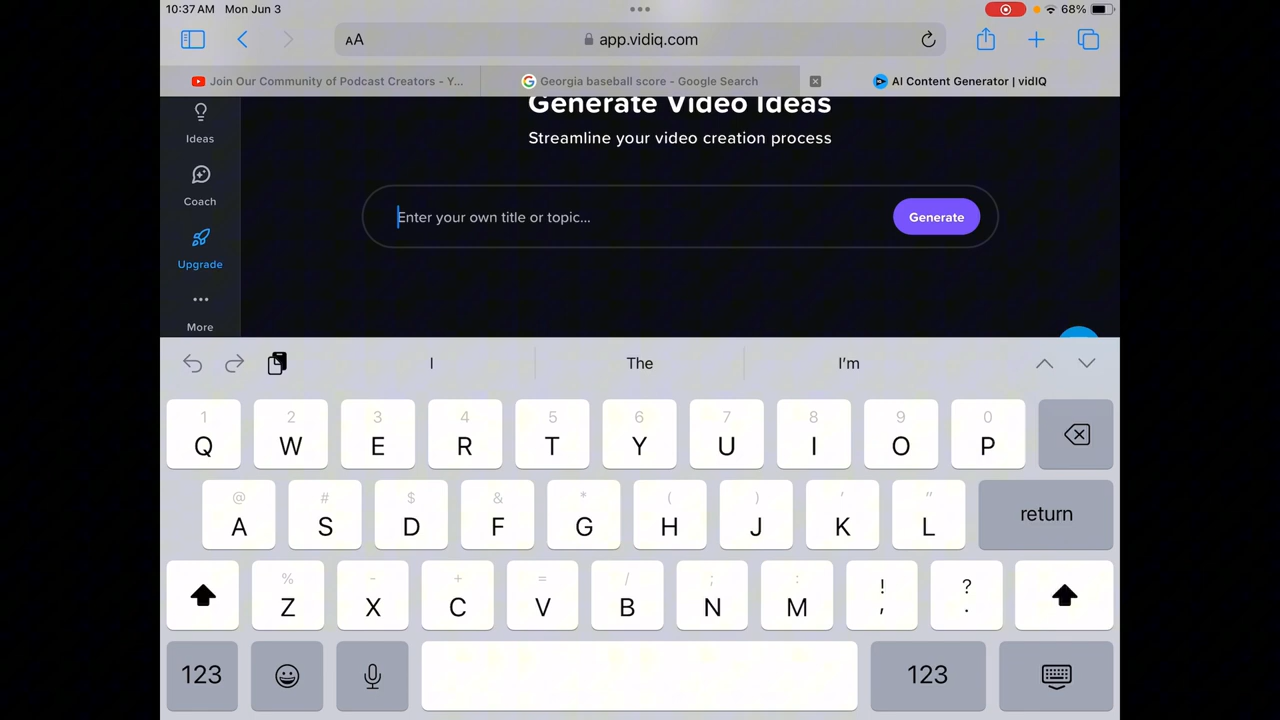 10:37 AM Mon Jun 3
68%
AA
app.vidiq.com
Join Our Community of Podcast Creators - Y...
Georgia baseball score - Google Search
AI Content Generator | vidIQ
Generate Video Ideas
Streamline your video creation process
Ideas
Coach
Upgrade
More
Enter your own title or topic...
Generate
I
The
I'm
1 2 3 4 5 6 7 8 9 0
Q W E R T Y U I O P
@ # $ & * ( ) ' "
A S D F G H J K L
return
% - + = / ; : ! ?
Z X C V B N M , .
123
123